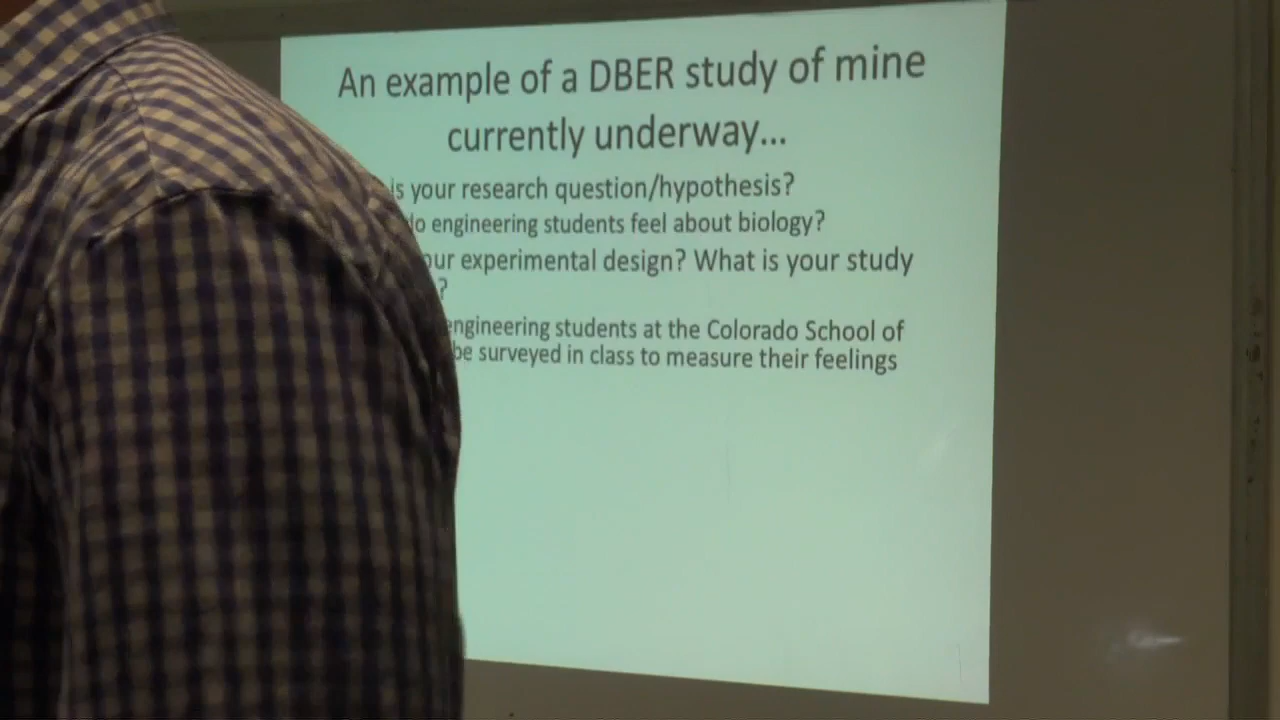 An example of a DBER study of mine
currently underway...
is your research question/hypothesis?
do engineering students feel about biology?
our experimental design? What is your study
?
engineering students at the Colorado School of
be surveyed in class to measure their feelings